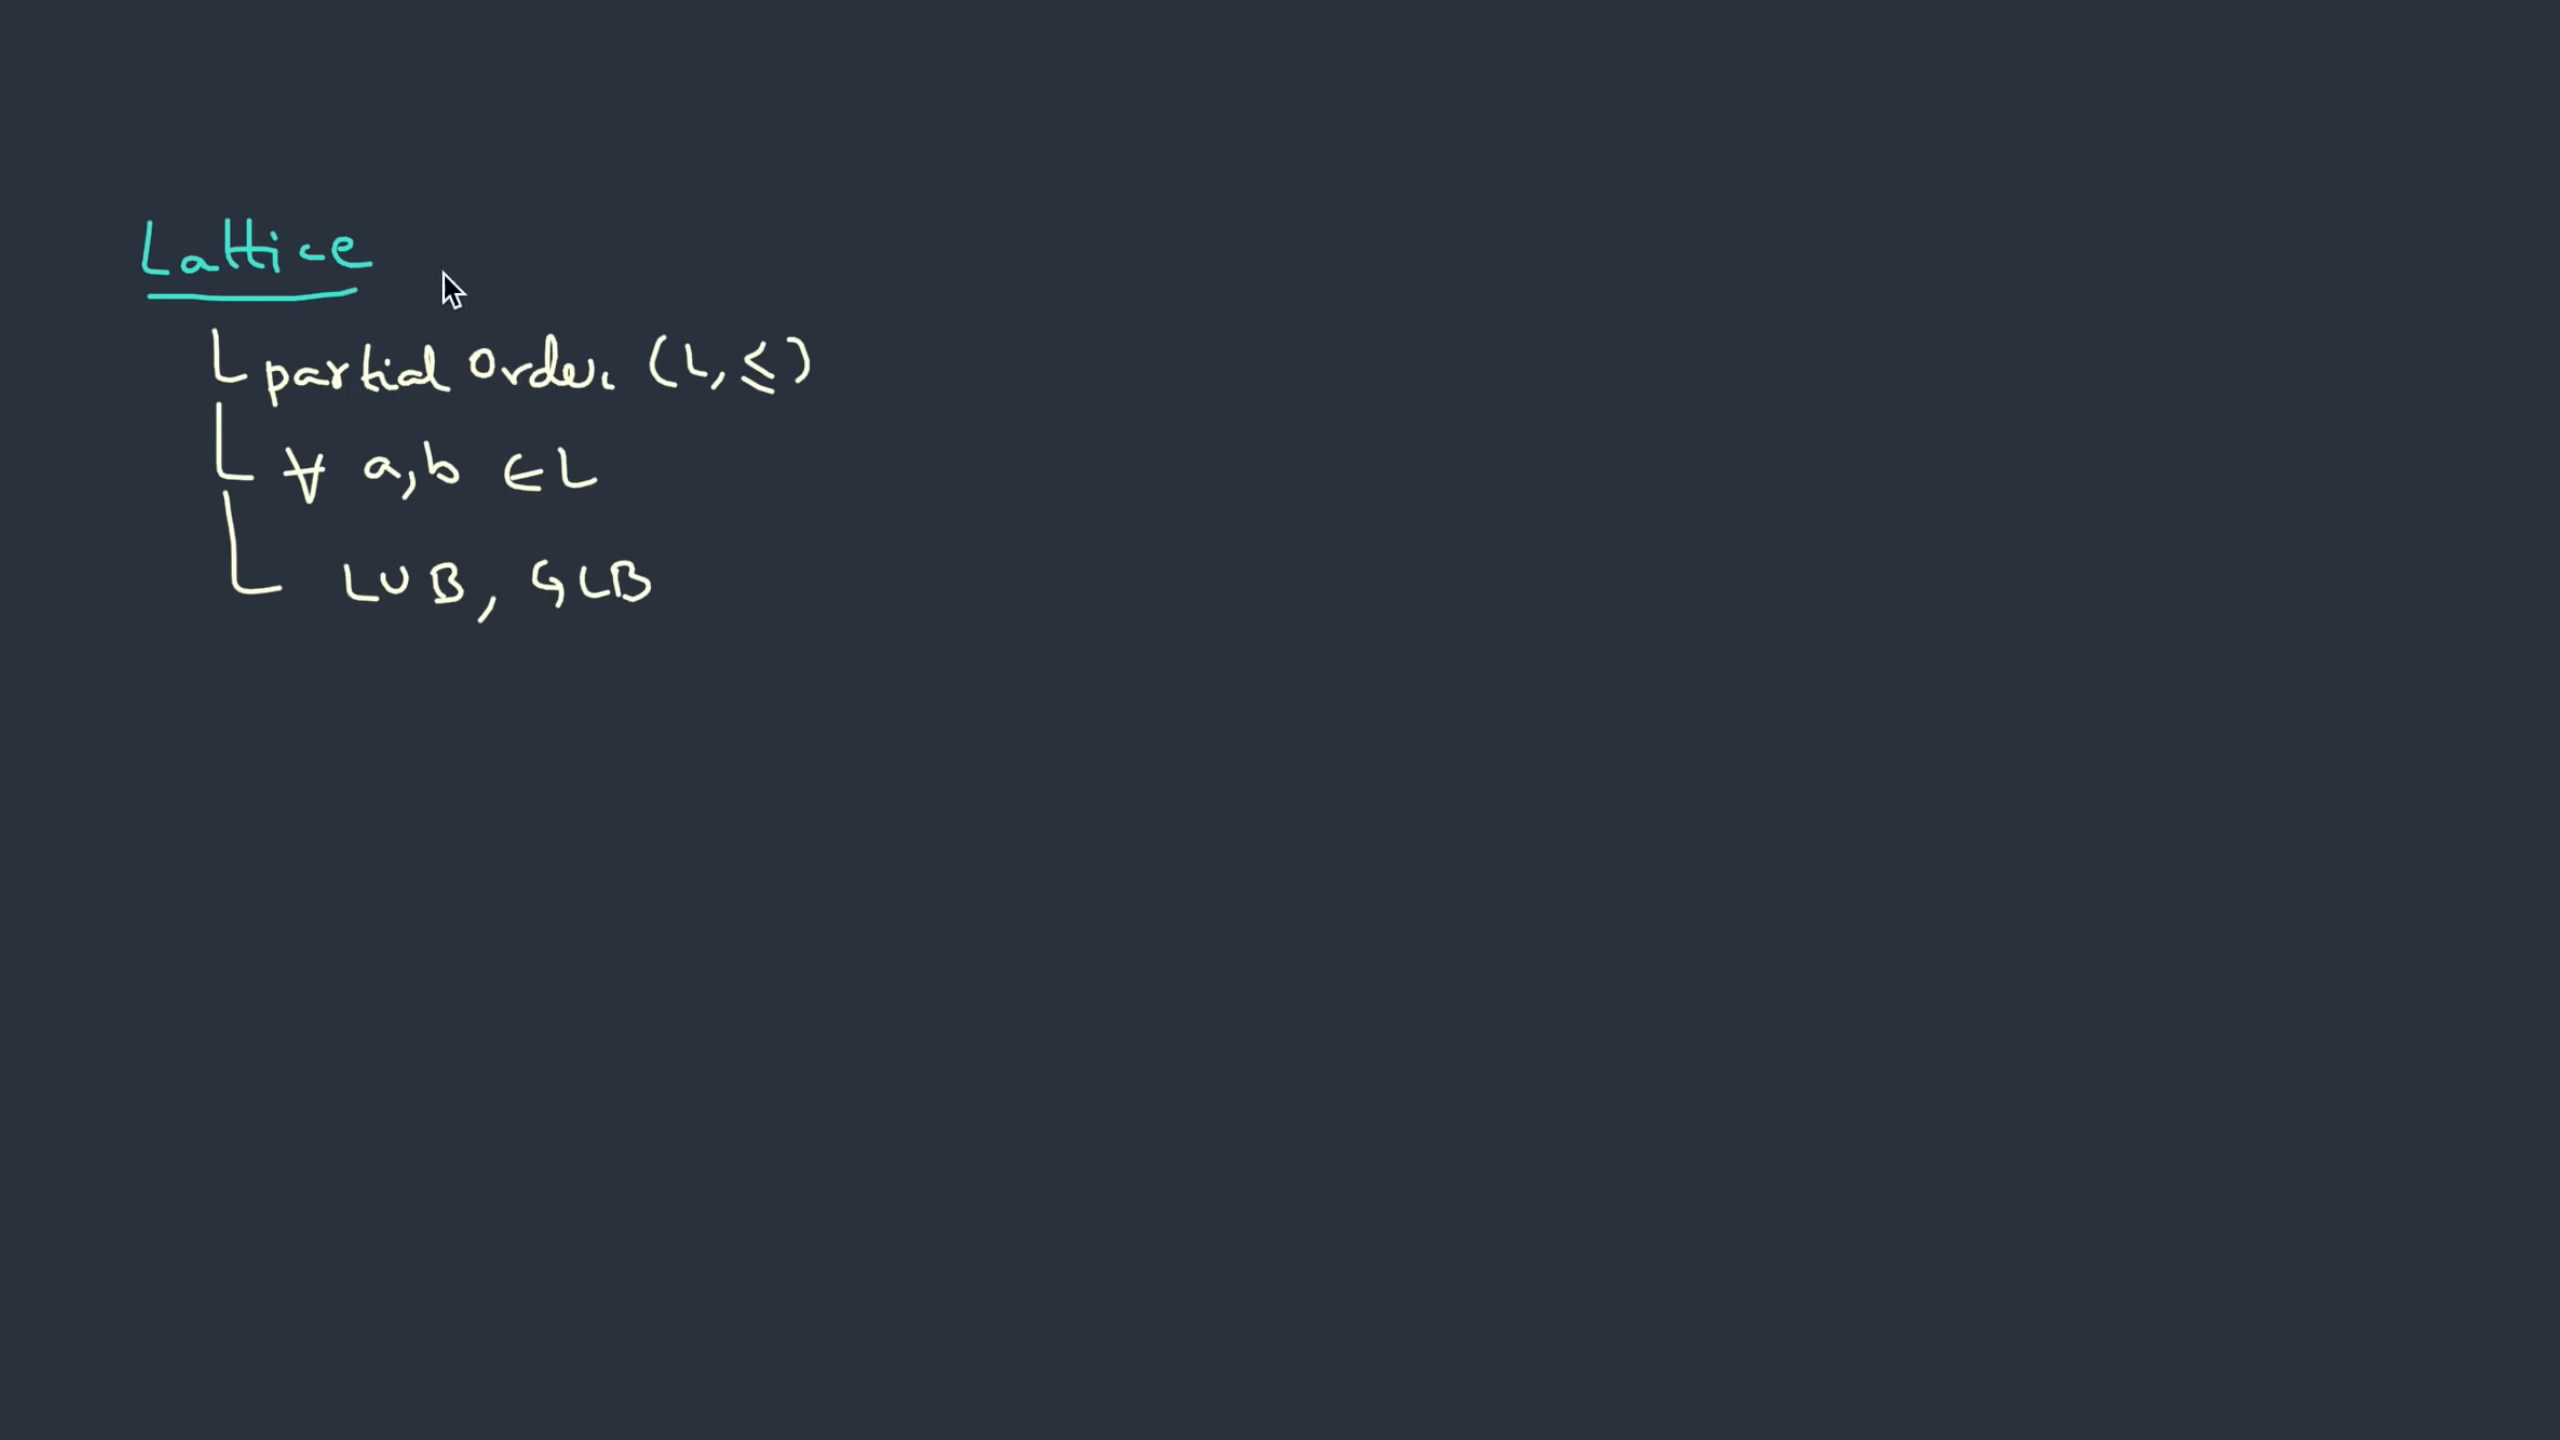 Lattice
partial Order (L, ≤)
∀ a,b ∈ L
LUB, GLB